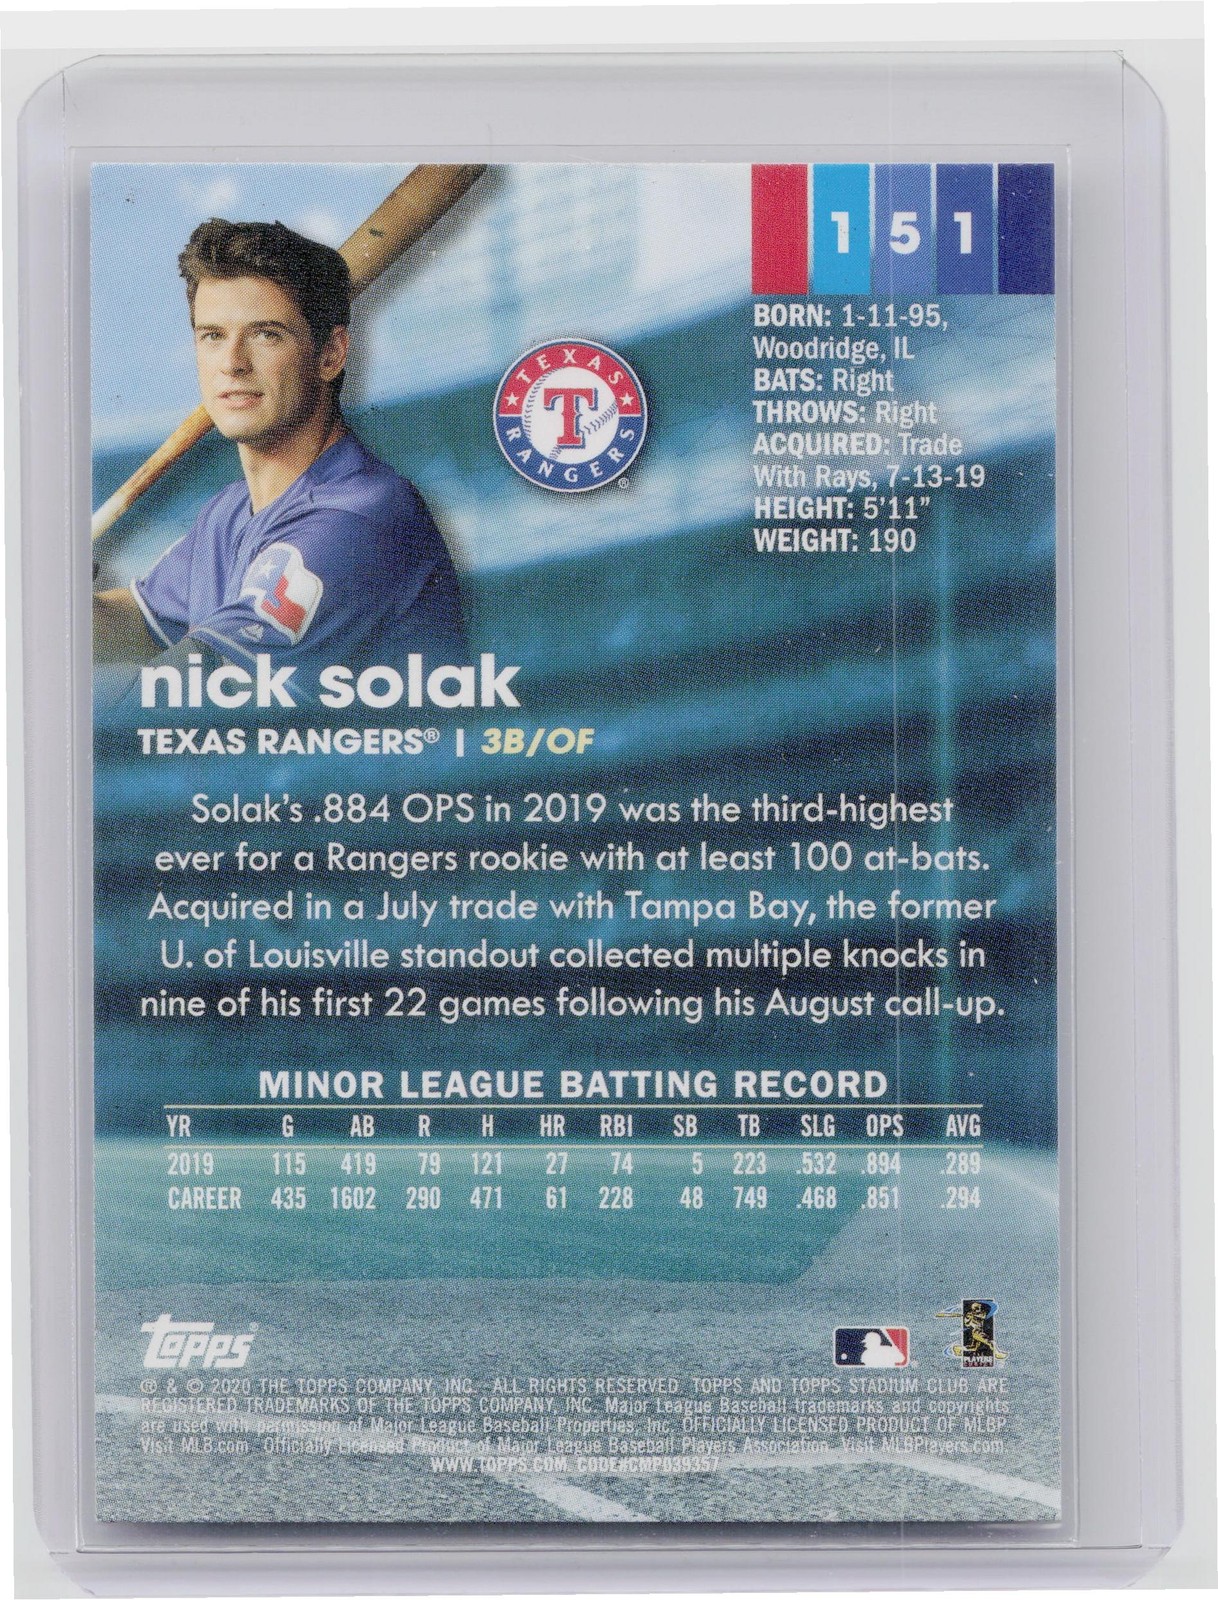 151
BORN: 1-11-95,
Woodridge, IL
BATS: Right
THROWS: Right
ACQUIRED: Trade
With Rays, 7-13-19
HEIGHT: 5'11"
WEIGHT: 190
TEXAS
T
RANGERS®
nick solak
TEXAS RANGERS® | 3B/OF
Solak's .884 OPS in 2019 was the third-highest
ever for a Rangers rookie with at least 100 at-bats.
Acquired in a July trade with Tampa Bay, the former
U. of Louisville standout collected multiple knocks in
nine of his first 22 games following his August call-up.
MINOR LEAGUE BATTING RECORD
YR G AB R H HR RBI SB TB SLG OPS AVG
2019 115 419 79 121 27 74 5 223 .532 .894 .289
CAREER 435 1602 290 471 61 228 48 749 .468 .851 .294
topps®
PLAYERS
® & © 2020 THE TOPPS COMPANY, INC. ALL RIGHTS RESERVED. TOPPS AND TOPPS STADIUM CLUB ARE
REGISTERED TRADEMARKS OF THE TOPPS COMPANY, INC. Major League Baseball trademarks and copyrights
are used with permission of Major League Baseball Properties, Inc. OFFICIALLY LICENSED PRODUCT OF MLBP.
Visit MLB.com. Officially Licensed Product of Major League Baseball Players Association. Visit MLBPlayers.com.
WWW.TOPPS.COM. CODE#CMP039357